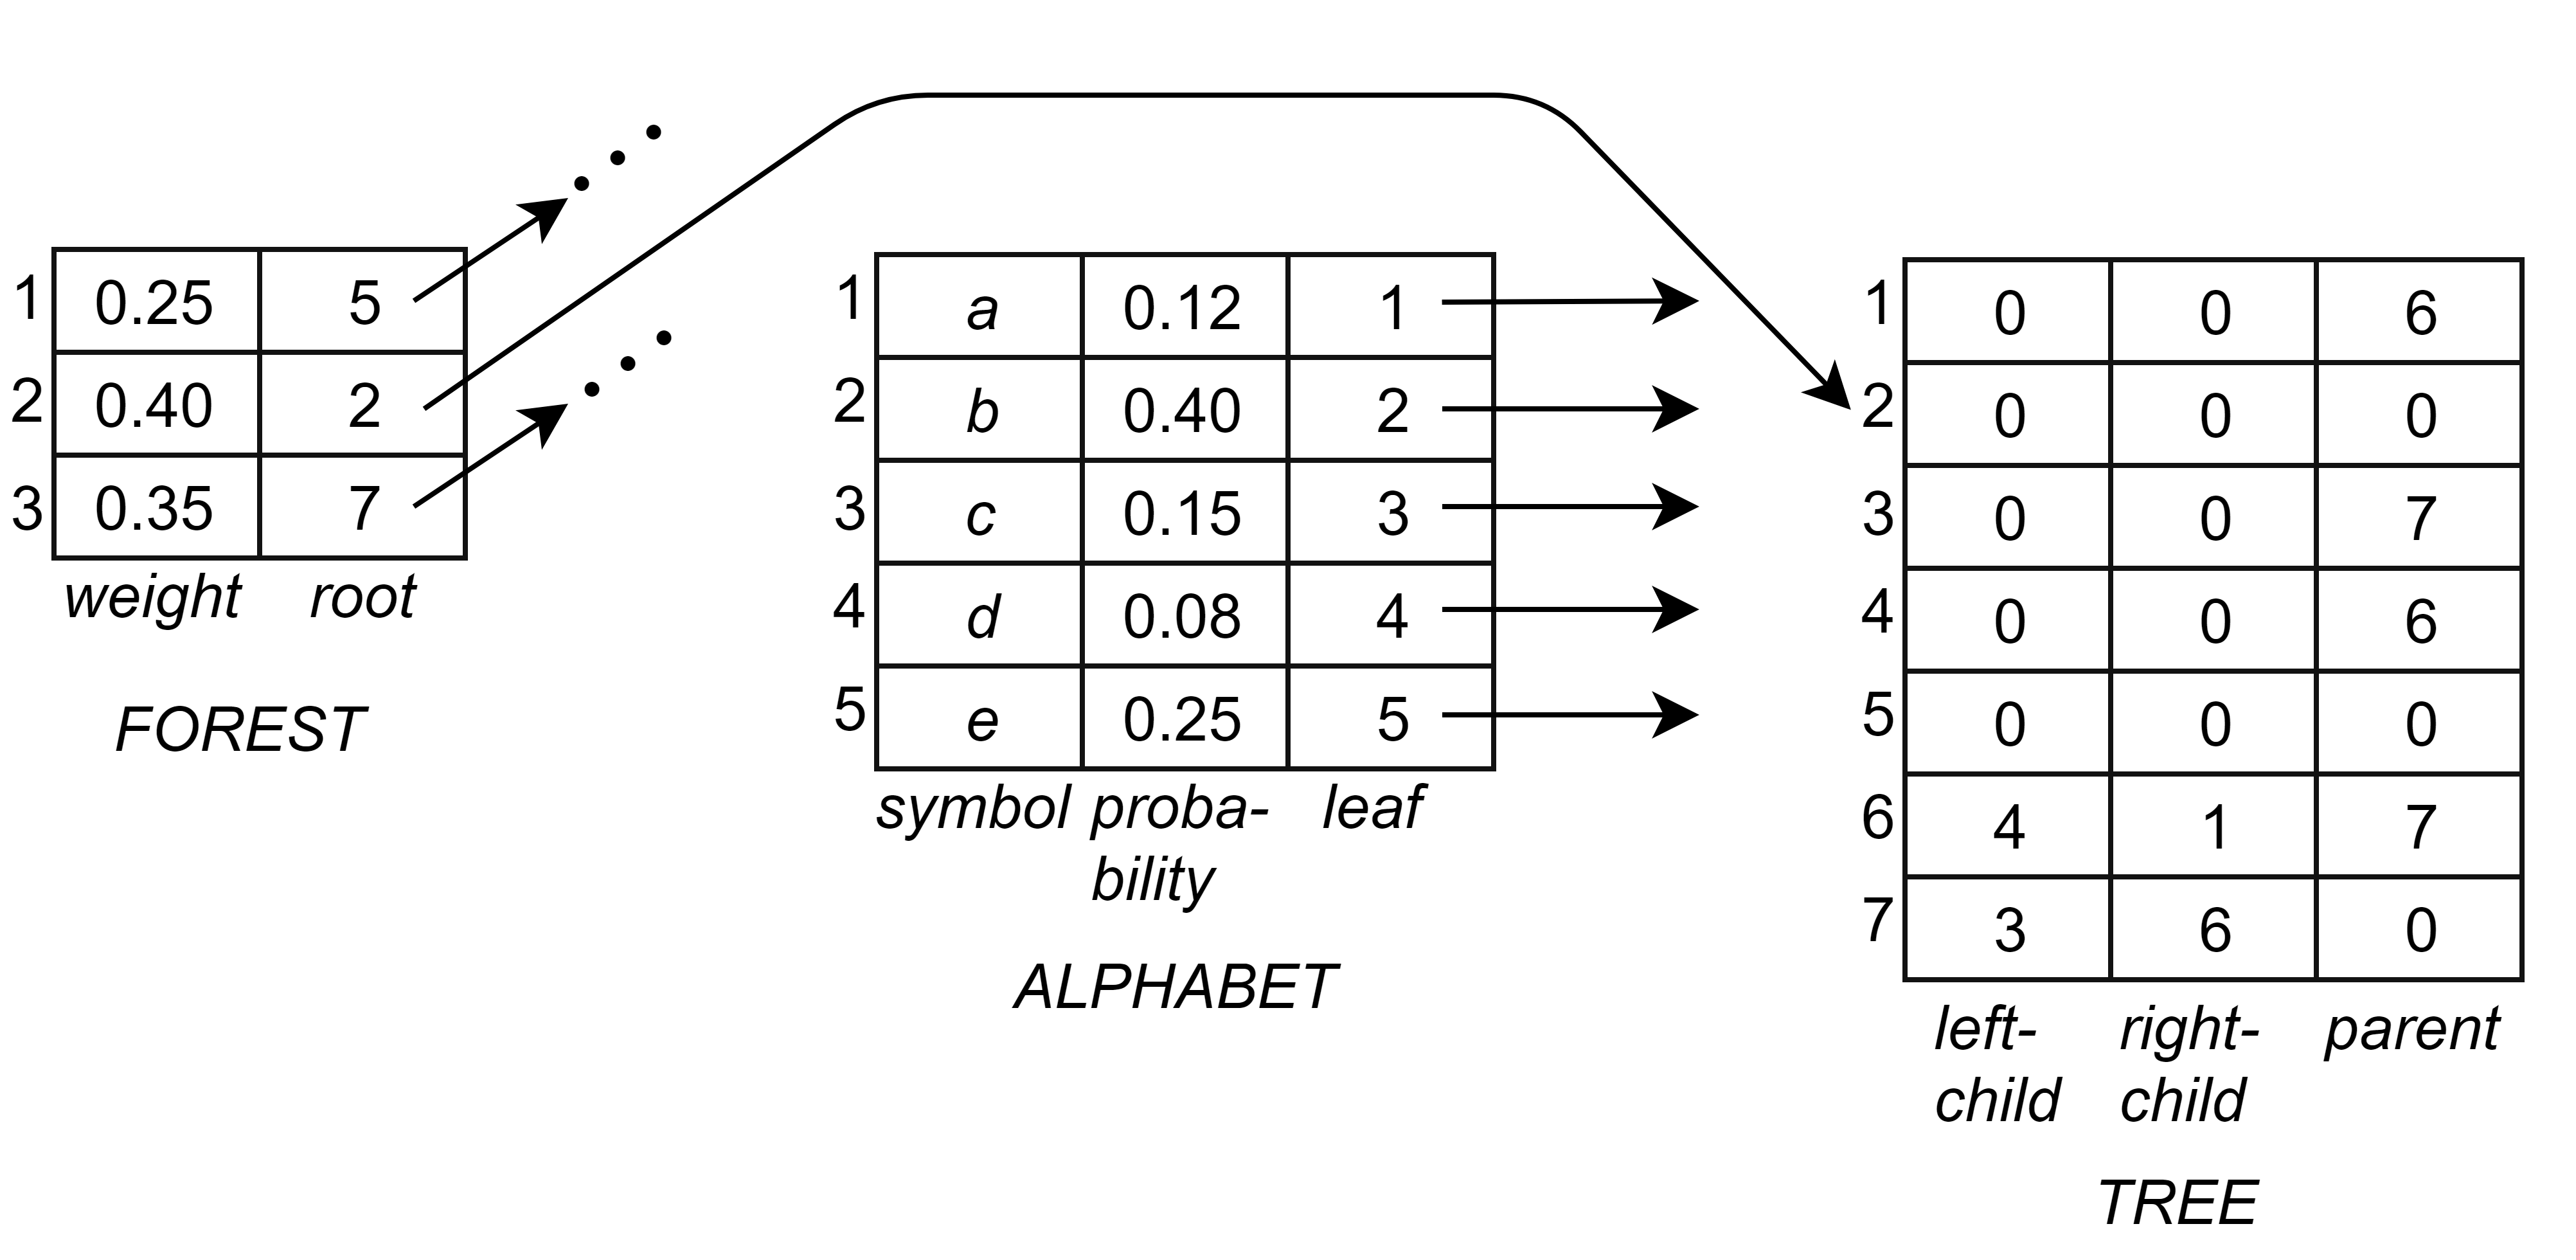 1 0.25 5
2 0.40 2
3 0.35 7
weight root
FOREST
1 a 0.12 1
2 b 0.40 2
3 c 0.15 3
4 d 0.08 4
5 e 0.25 5
symbol proba- leaf
bility
ALPHABET
1 0 0 6
2 0 0 0
3 0 0 7
4 0 0 6
5 0 0 0
6 4 1 7
7 3 6 0
left- right- parent
child child
TREE